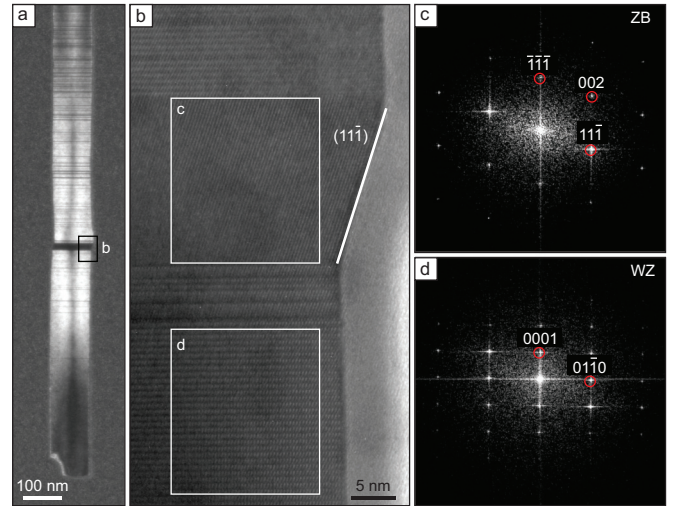 a
b
100 nm
b
c
(111̅)
d
5 nm
c
ZB
1̅1̅1̅
002
111̅
d
WZ
0001
011̅0